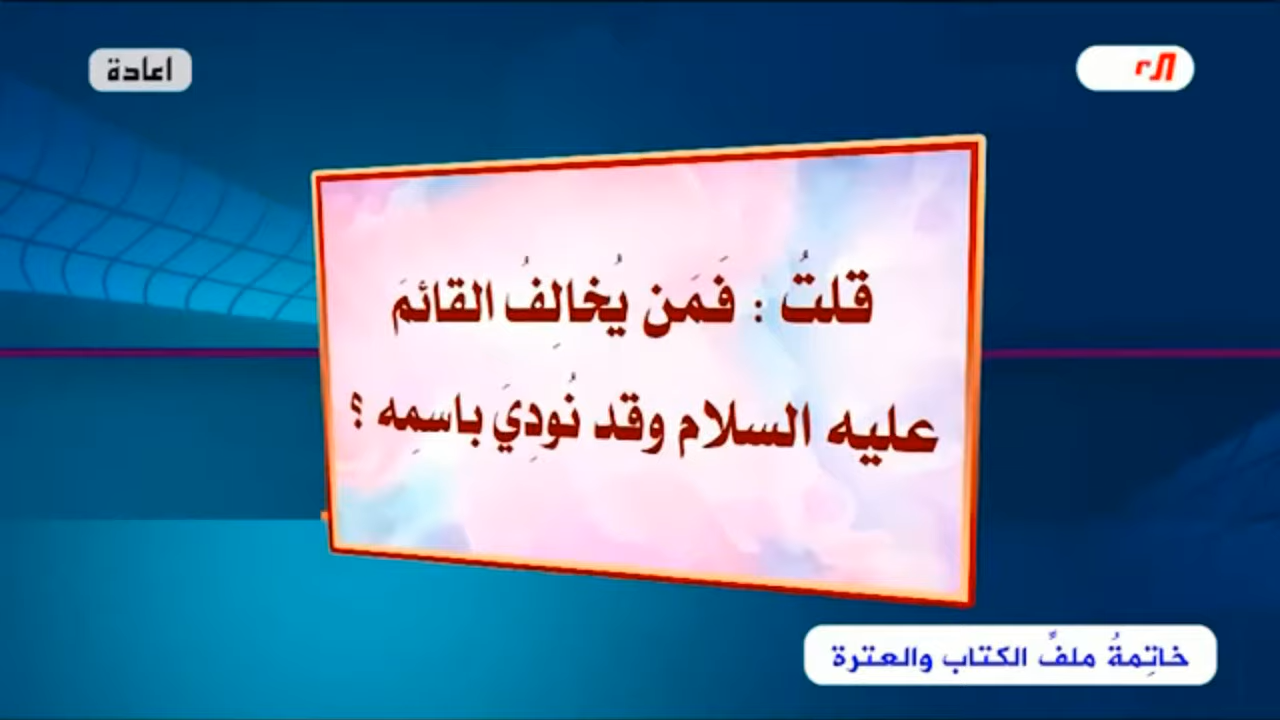 اعادة
قلتُ : فَمَن يُخالِفُ القائمَ
عليه السلام وقد نُودِيَ باسمِه ؟
خاتِمةُ ملفِّ الكتاب والعترة